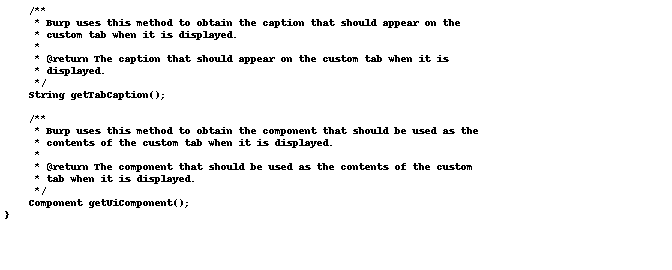 /**
* Burp uses this method to obtain the caption that should appear on the
* custom tab when it is displayed.
*
* @return The caption that should appear on the custom tab when it is
* displayed.
*/
String getTabCaption();
/**
* Burp uses this method to obtain the component that should be used as the
* contents of the custom tab when it is displayed.
*
* @return The component that should be used as the contents of the custom
* tab when it is displayed.
*/
Component getUiComponent();
}